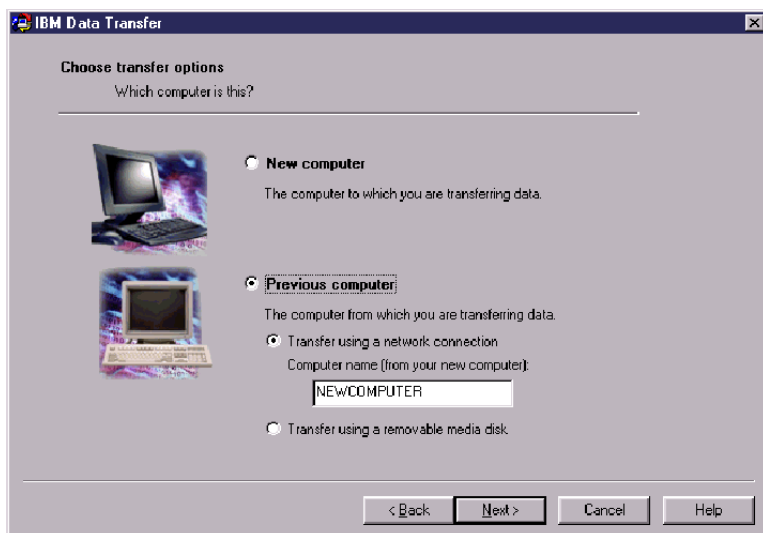 IBM Data Transfer
Choose transfer options
Which computer is this?
New computer
The computer to which you are transferring data.
Previous computer
The computer from which you are transferring data.
Transfer using a network connection
Computer name (from your new computer):
NEWCOMPUTER
Transfer using a removable media disk
< Back
Next >
Cancel
Help